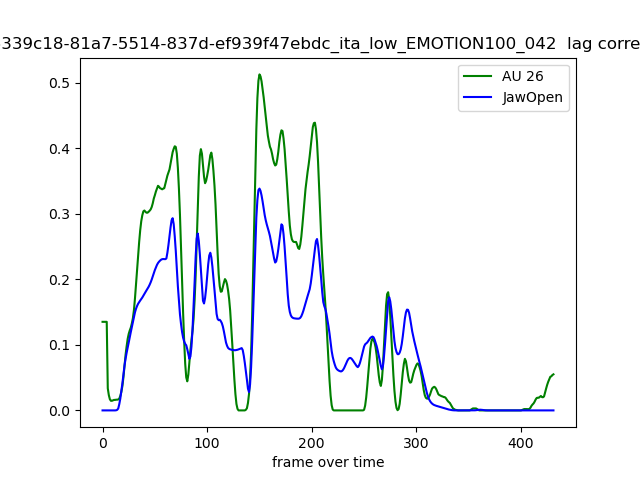 339c18-81a7-5514-837d-ef939f47ebdc_ita_low_EMOTION100_042 lag corre
AU 26
JawOpen
0.5
0.4
0.3
0.2
0.1
0.0
0 100 200 300 400
frame over time